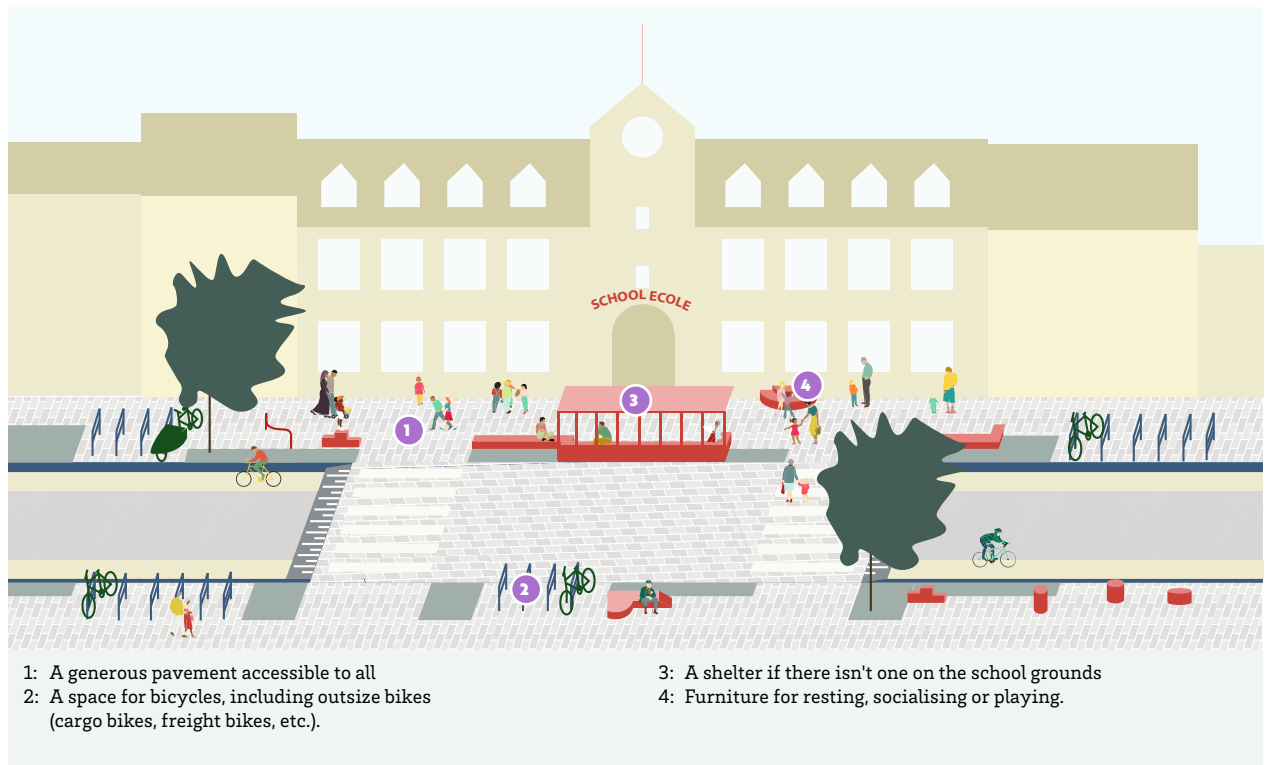 SCHOOL ECOLE
3
4
1
2
1: A generous pavement accessible to all
2: A space for bicycles, including outsize bikes
(cargo bikes, freight bikes, etc.).
3: A shelter if there isn't one on the school grounds
4: Furniture for resting, socialising or playing.